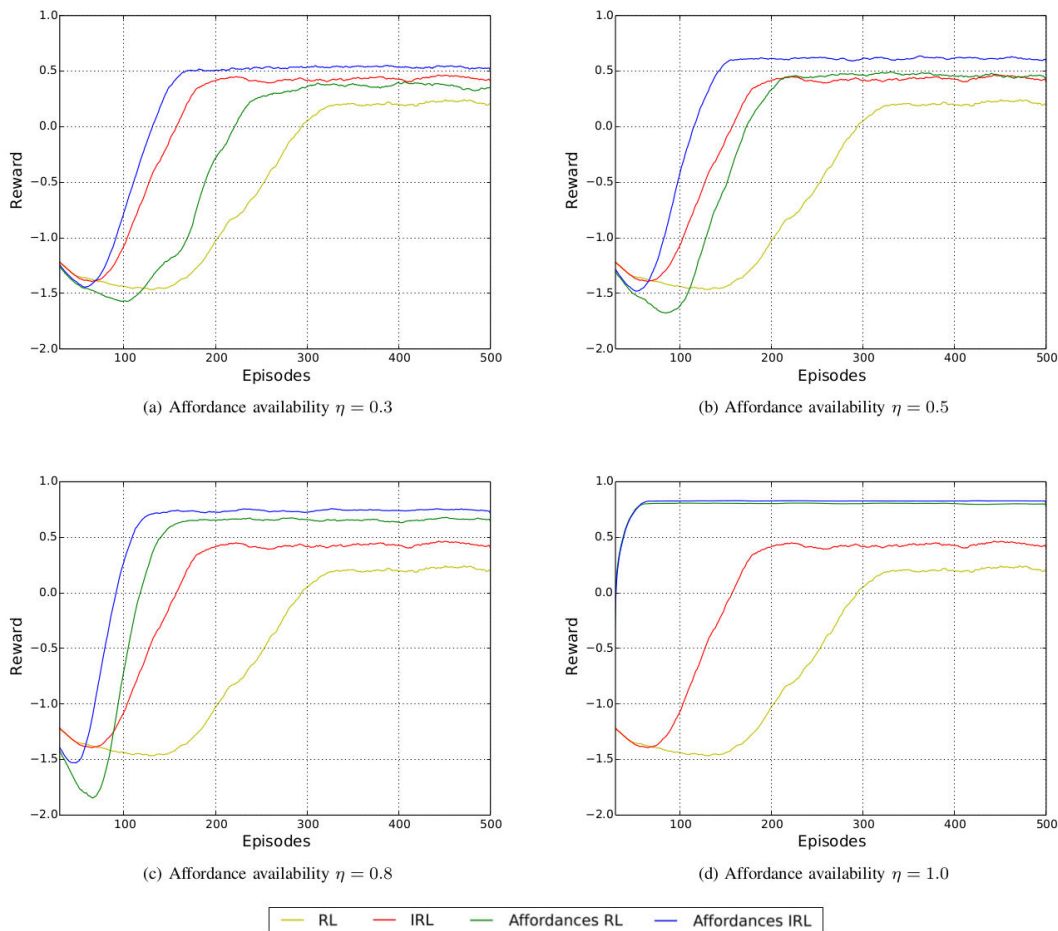 1.0
0.5
0.0
−0.5
−1.0
−1.5
−2.0
Reward
100 200 300 400 500
Episodes
(a) Affordance availability η = 0.3
1.0
0.5
0.0
−0.5
−1.0
−1.5
−2.0
Reward
100 200 300 400 500
Episodes
(b) Affordance availability η = 0.5
1.0
0.5
0.0
−0.5
−1.0
−1.5
−2.0
Reward
100 200 300 400 500
Episodes
(c) Affordance availability η = 0.8
1.0
0.5
0.0
−0.5
−1.0
−1.5
−2.0
Reward
100 200 300 400 500
Episodes
(d) Affordance availability η = 1.0
RL IRL Affordances RL Affordances IRL